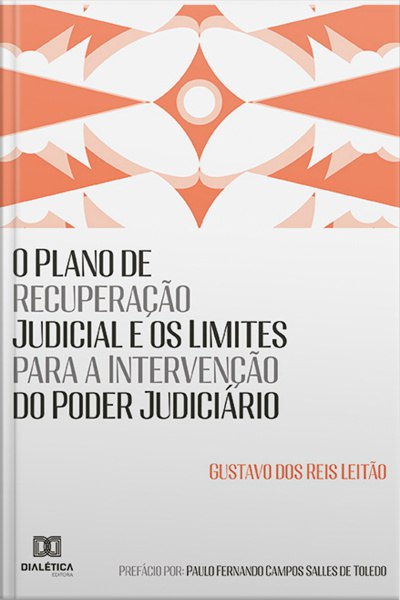 O PLANO DE
RECUPERAÇÃO
JUDICIAL E OS LIMITES
PARA A INTERVENÇÃO
DO PODER JUDICIÁRIO
GUSTAVO DOS REIS LEITÃO
DIALÉTICA
EDITORA
PREFÁCIO POR: PAULO FERNANDO CAMPOS SALLES DE TOLEDO